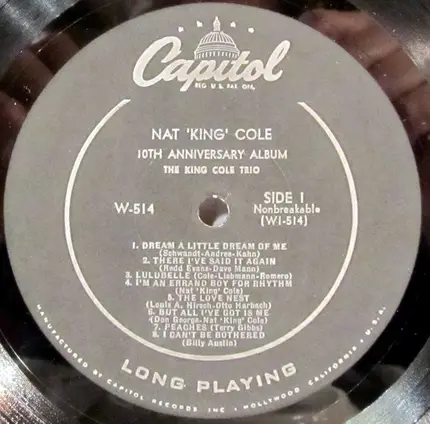 Capitol
REG. U.S. PAT. OFF.
NAT 'KING' COLE
10TH ANNIVERSARY ALBUM
THE KING COLE TRIO
W-514
SIDE 1
Nonbreakable
(W1-514)
1. DREAM A LITTLE DREAM OF ME
(Schwandt-Andree-Kahn)
2. THERE I'VE SAID IT AGAIN
(Redd Evans-Dave Mann)
3. LULUBELLE (Cole-Liebmann-Romero)
4. I'M AN ERRAND BOY FOR RHYTHM
(Nat 'King' Cole)
5. THE LOVE NEST
(Louis A. Hirsch-Otto Harbach)
6. BUT ALL I'VE GOT IS ME
(Don George-Nat 'King' Cole)
7. PEACHES (Terry Gibbs)
8. I CAN'T BE BOTHERED
(Billy Austin)
LONG PLAYING
MANUFACTURED BY CAPITOL RECORDS, INC. • HOLLYWOOD, CALIFORNIA • U.S.A.